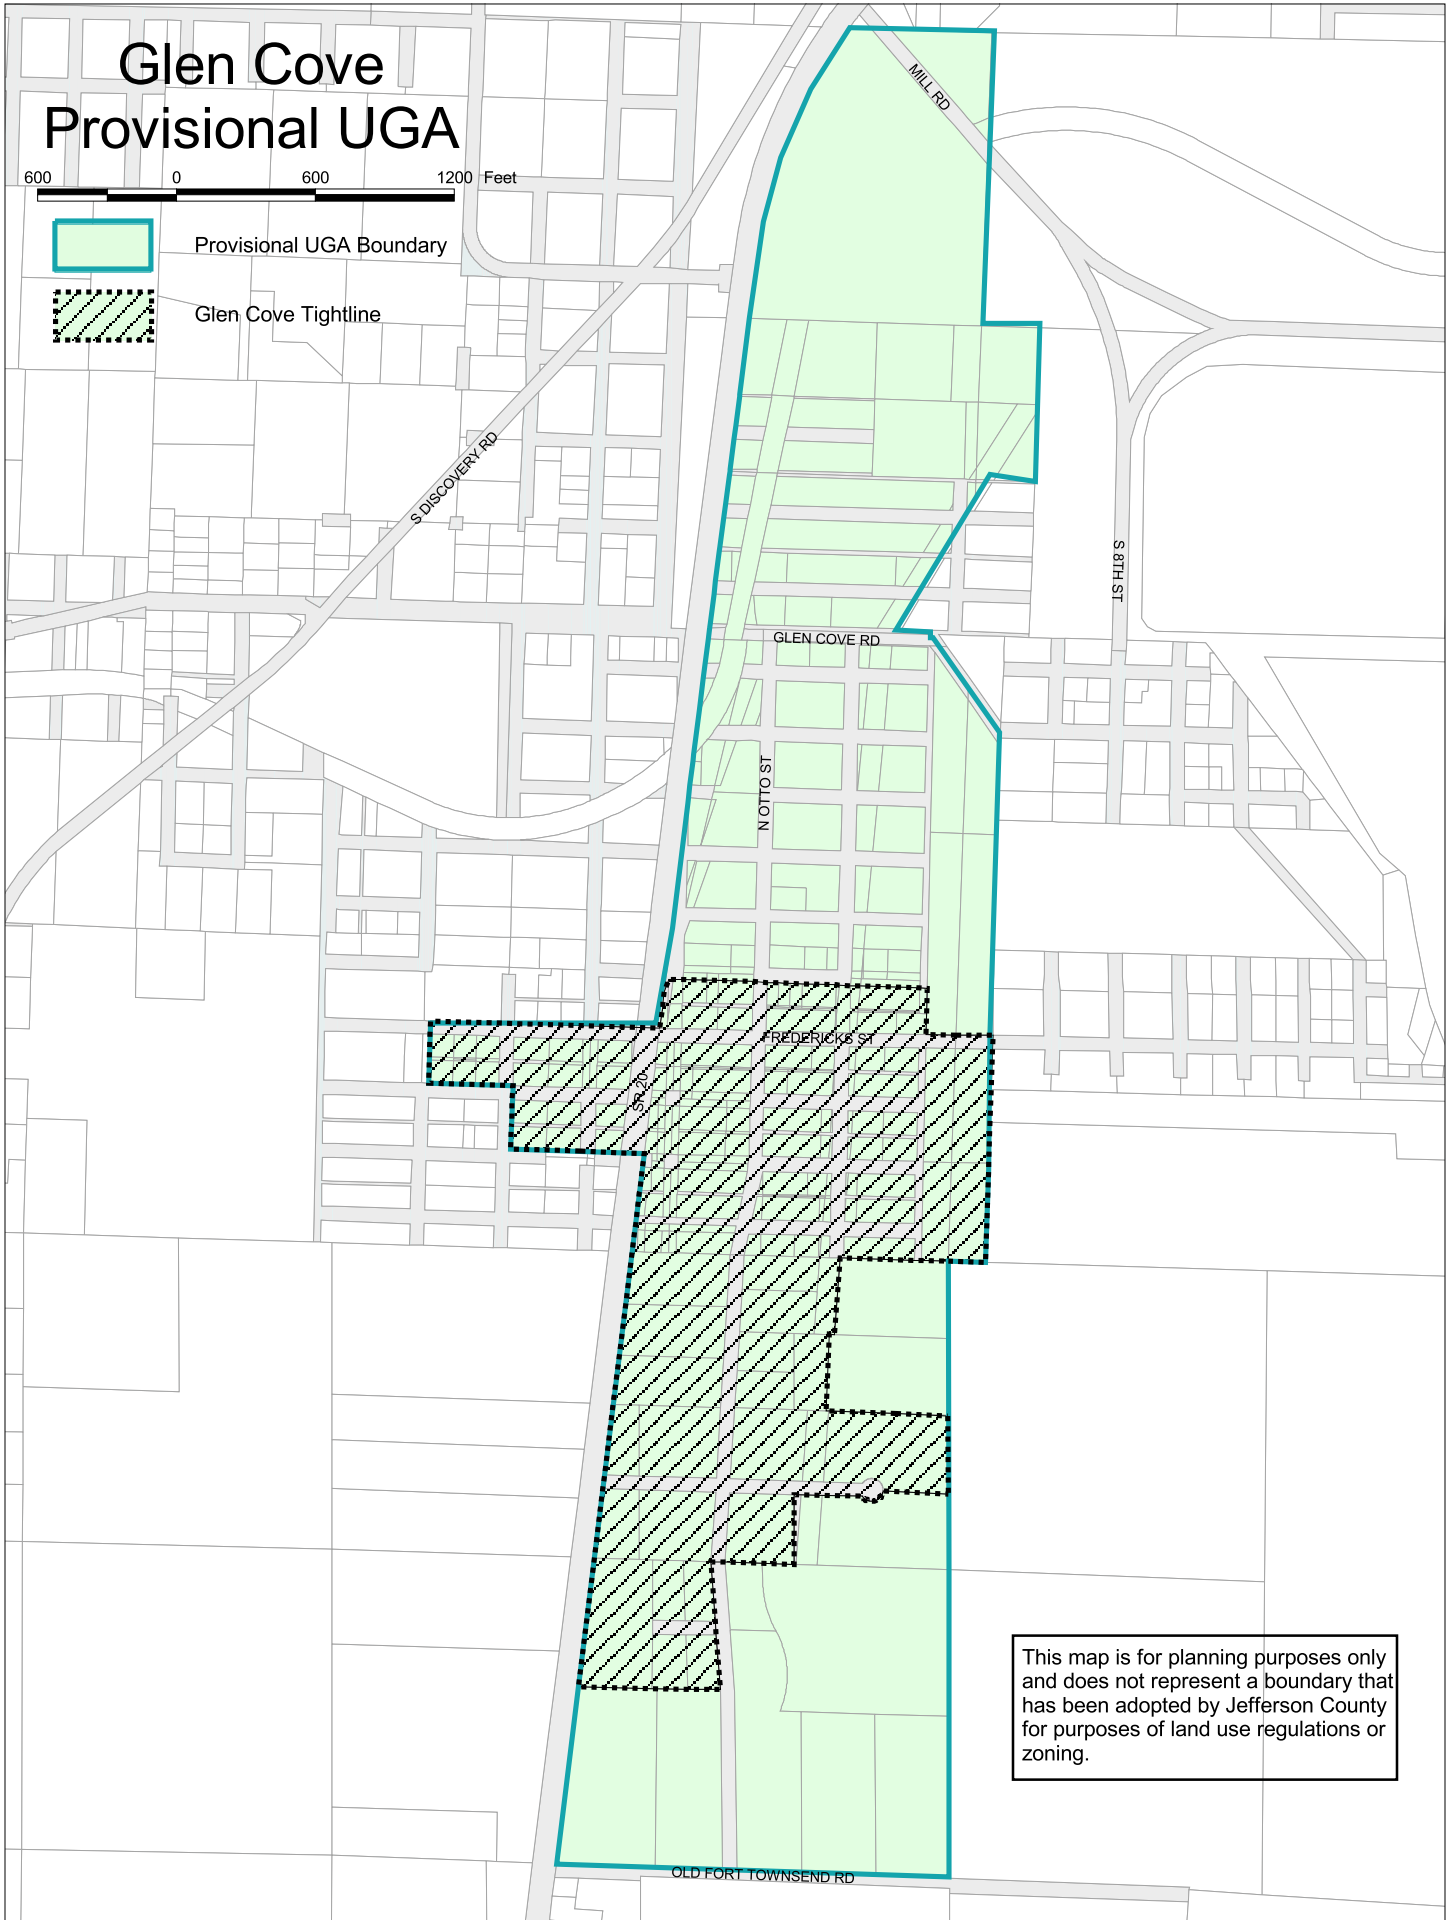 Glen Cove
Provisional UGA
600 0 600 1200 Feet
Provisional UGA Boundary
Glen Cove Tightline
MILL RD
S DISCOVERY RD
S 8TH ST
GLEN COVE RD
N OTTO ST
FREDERICKS ST
SR 20
This map is for planning purposes only
and does not represent a boundary that
has been adopted by Jefferson County
for purposes of land use regulations or
zoning.
OLD FORT TOWNSEND RD